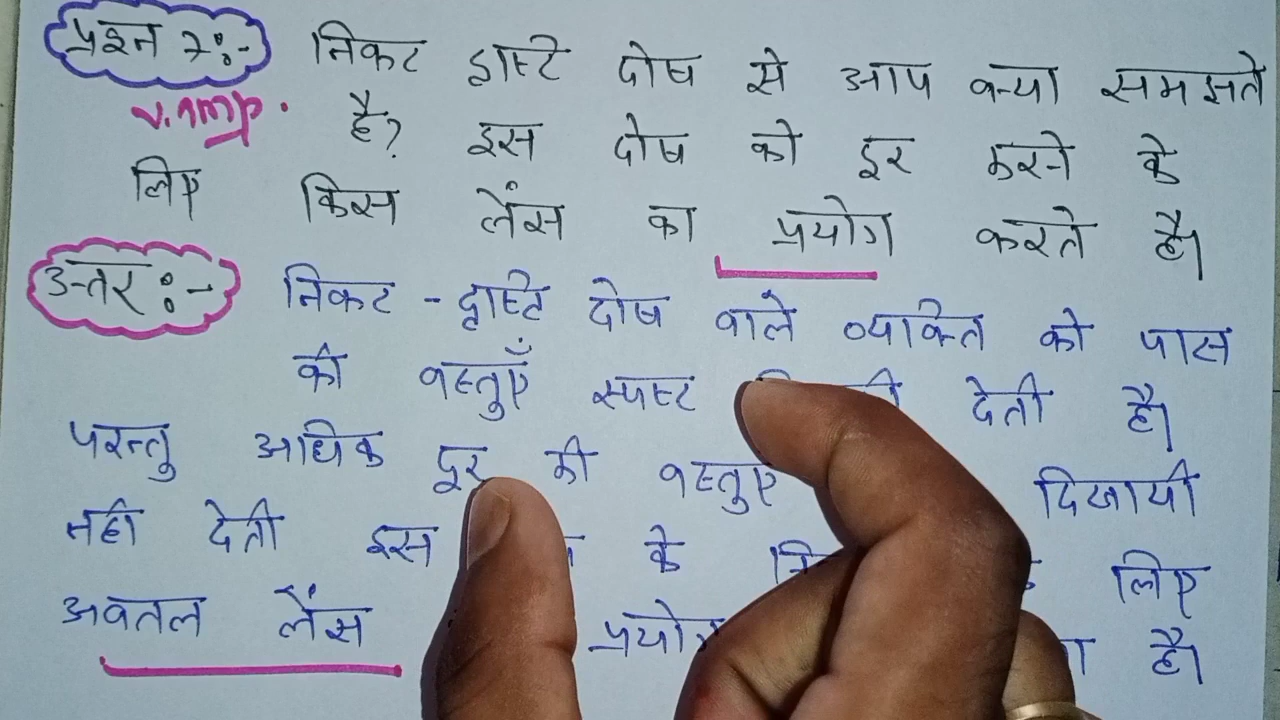 प्रश्न 7:- निकट दृष्टि दोष से आप क्या समझते
v.imp. है? इस दोष को दूर करने के
लिए किस लेंस का प्रयोग करते है।
उत्तर:- निकट - दृष्टि दोष वाले व्यक्ति को पास
की वस्तुएँ स्पष्ट देती है।
परन्तु अधिक दूर की वस्तुए दिखायी
नही देती इस के लिए
अवतल लेंस प्रयोग है।